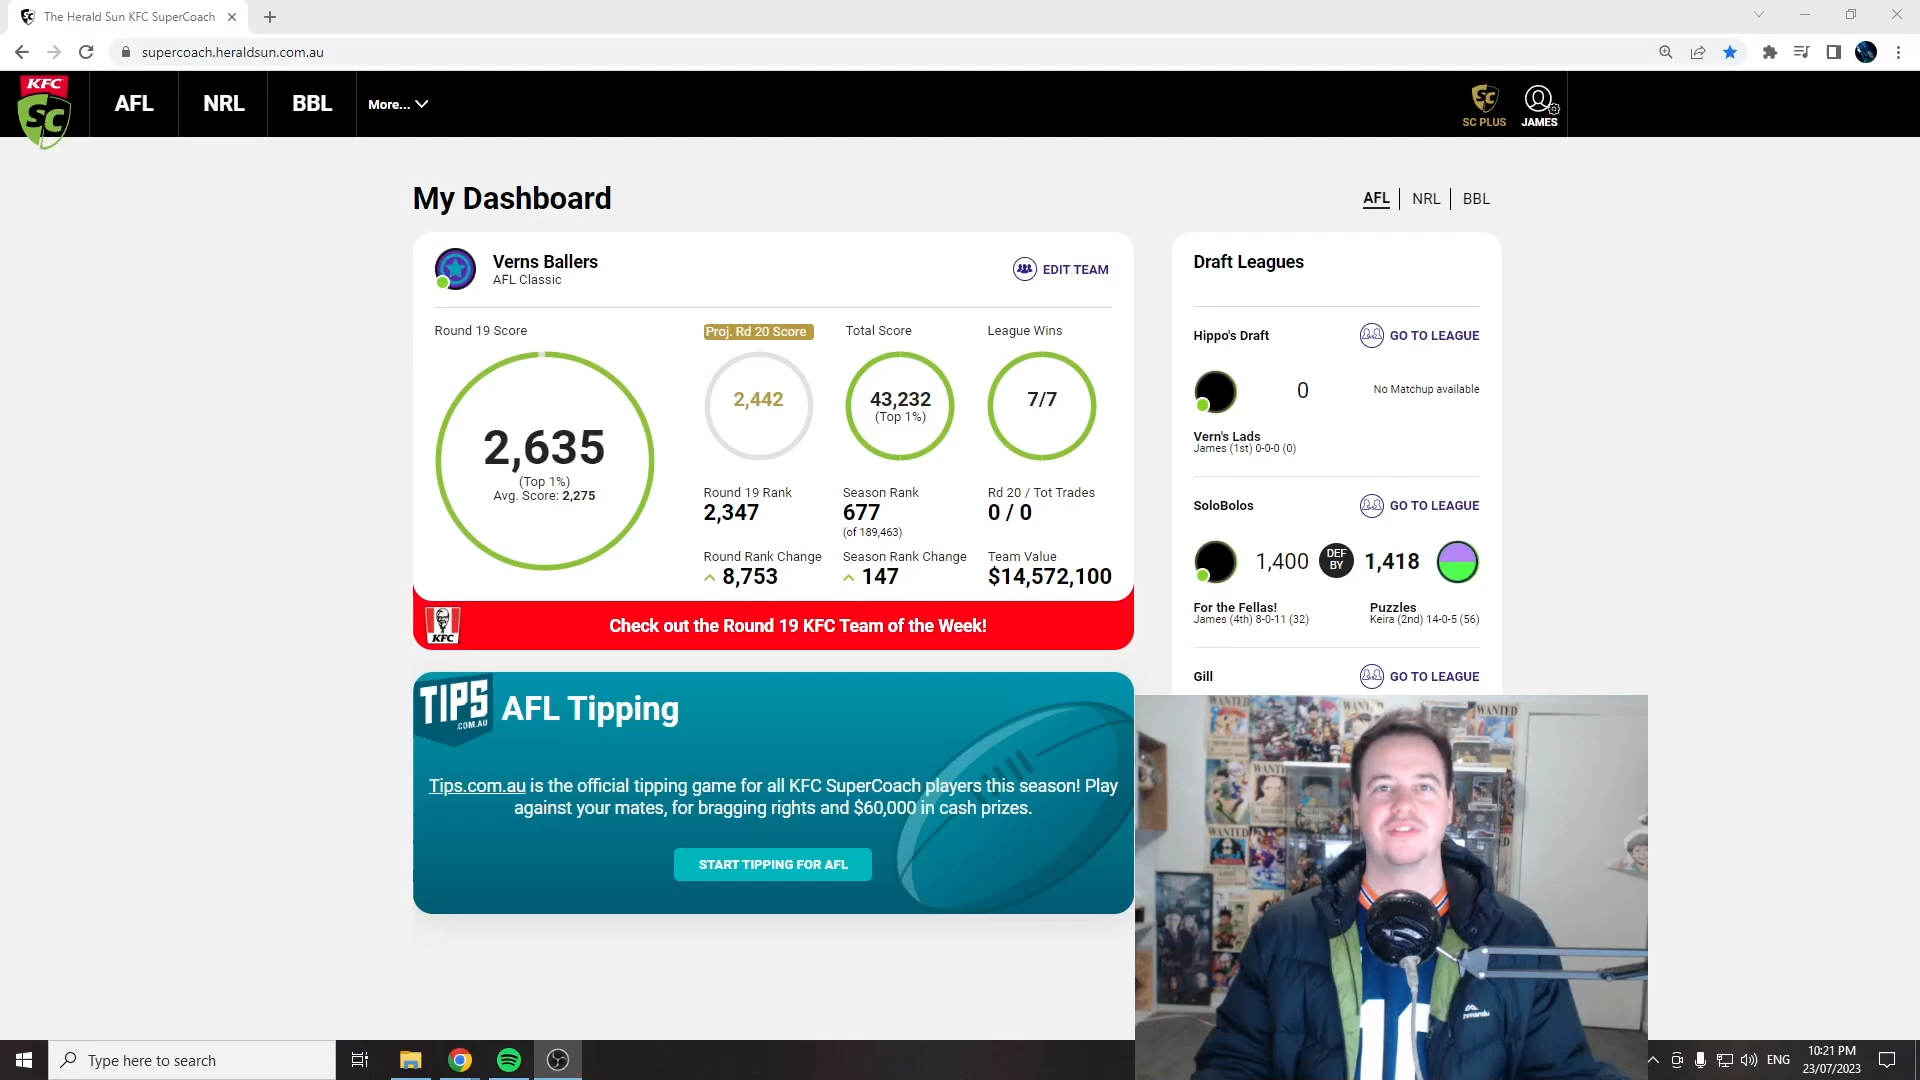 The Herald Sun KFC SuperCoach
supercoach.heraldsun.com.au
KFC
SC
AFL
NRL
BBL
More...
SC
SC PLUS
JAMES
My Dashboard
AFL
NRL
BBL
Verns Ballers
AFL Classic
EDIT TEAM
Round 19 Score
2,635
(Top 1%)
Avg. Score: 2,275
Proj. Rd 20 Score
2,442
Total Score
43,232
(Top 1%)
League Wins
7/7
Round 19 Rank
2,347
Season Rank
677
(of 189,463)
Rd 20 / Tot Trades
0 / 0
Round Rank Change
8,753
Season Rank Change
147
Team Value
$14,572,100
KFC
Check out the Round 19 KFC Team of the Week!
TIPS
.COM.AU
AFL Tipping
Tips.com.au is the official tipping game for all KFC SuperCoach players this season! Play
against your mates, for bragging rights and $60,000 in cash prizes.
START TIPPING FOR AFL
Draft Leagues
Hippo's Draft
GO TO LEAGUE
0
No Matchup available
Vern's Lads
James (1st) 0-0-0 (0)
SoloBolos
GO TO LEAGUE
1,400
DEF
BY
1,418
For the Fellas!
James (4th) 8-0-11 (32)
Puzzles
Keira (2nd) 14-0-5 (56)
Gill
GO TO LEAGUE
WANTED
WANTED
WANTED
WANTED
Type here to search
ENG
10:21 PM
23/07/2023